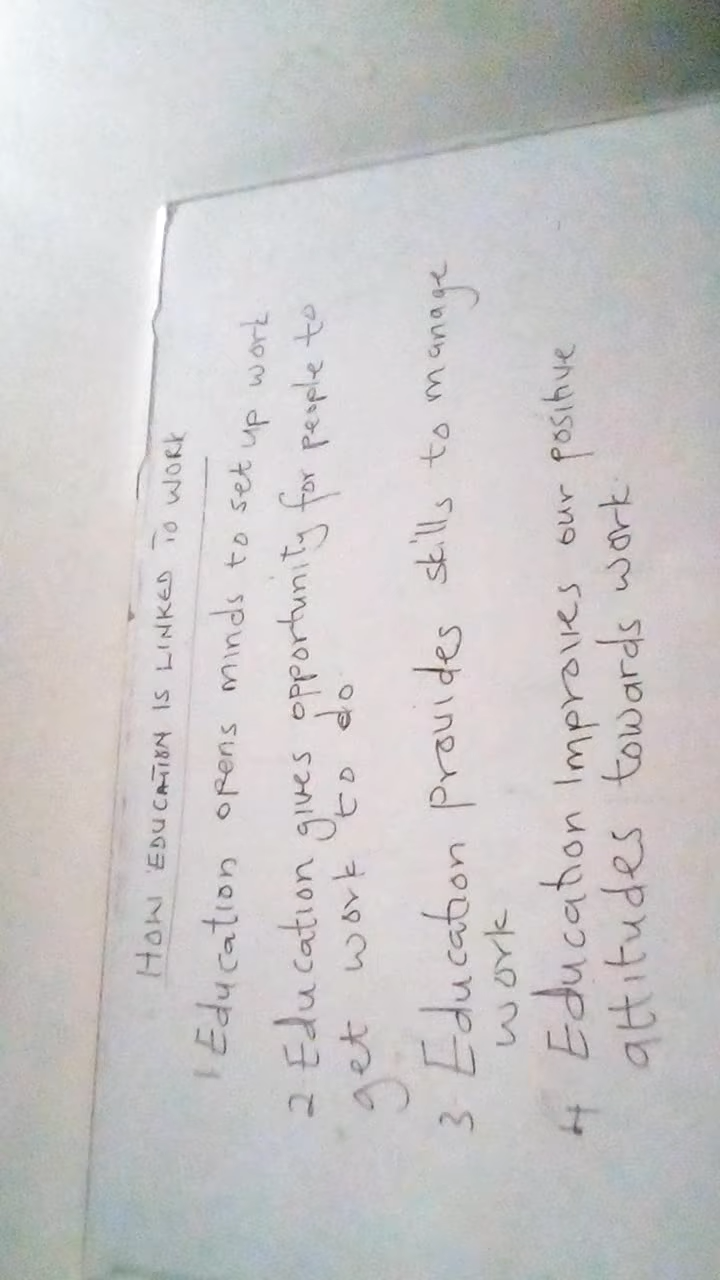 HOW EDUCATION IS LINKED TO WORK
1 Education opens minds to set up work
2 Education gives opportunity for people to
get work to do.
3 Education provides skills to manage
work
4 Education Improves our positive
attitudes towards work.